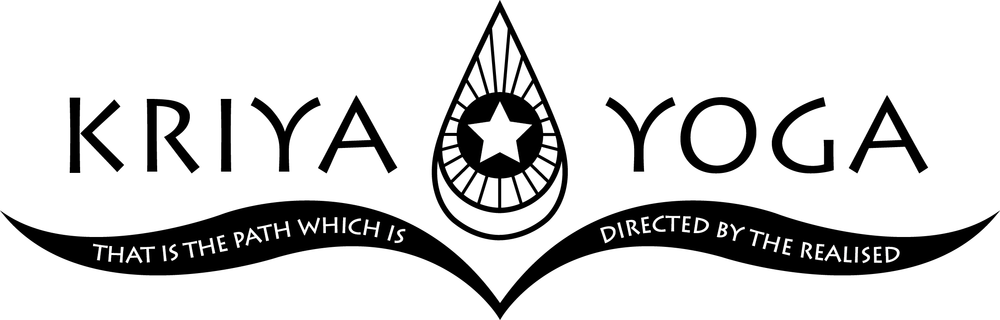 KRIYA YOGA
THAT IS THE PATH WHICH IS DIRECTED BY THE REALISED